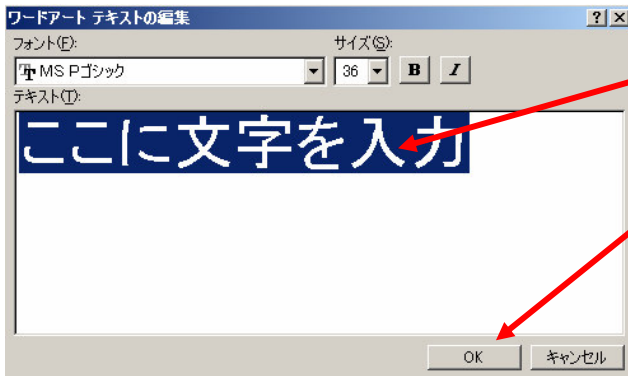 ワードアート テキストの編集
フォント(F): サイズ(S):
MS Pゴシック 36 B I
テキスト(T):
ここに文字を入力
OK キャンセル